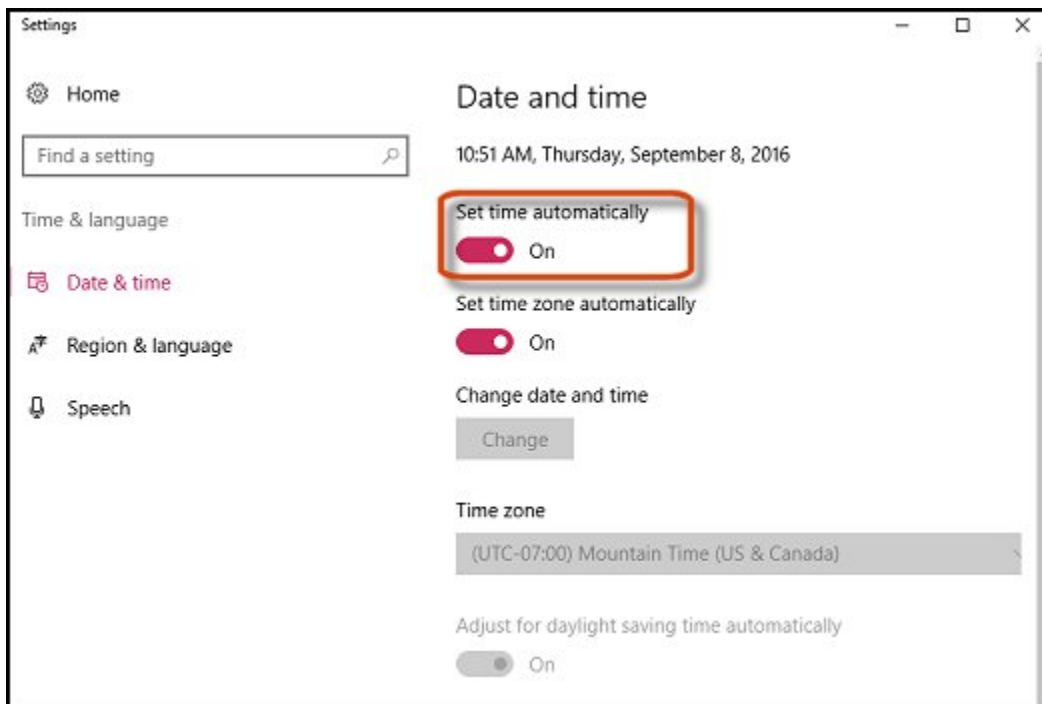 Settings
Home
Find a setting
Time & language
Date & time
Region & language
Speech
Date and time
10:51 AM, Thursday, September 8, 2016
Set time automatically
On
Set time zone automatically
On
Change date and time
Change
Time zone
(UTC-07:00) Mountain Time (US & Canada)
Adjust for daylight saving time automatically
On